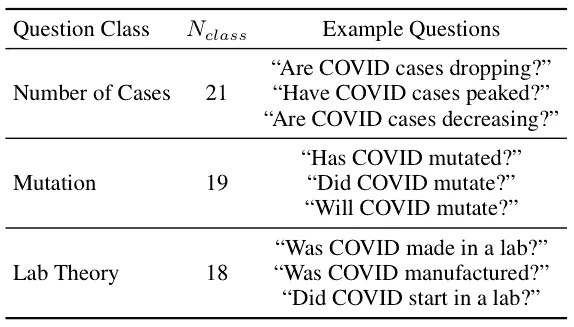 Question Class N_class Example Questions
“Are COVID cases dropping?”
Number of Cases 21 “Have COVID cases peaked?”
“Are COVID cases decreasing?”
“Has COVID mutated?”
Mutation 19 “Did COVID mutate?”
“Will COVID mutate?”
“Was COVID made in a lab?”
Lab Theory 18 “Was COVID manufactured?”
“Did COVID start in a lab?”